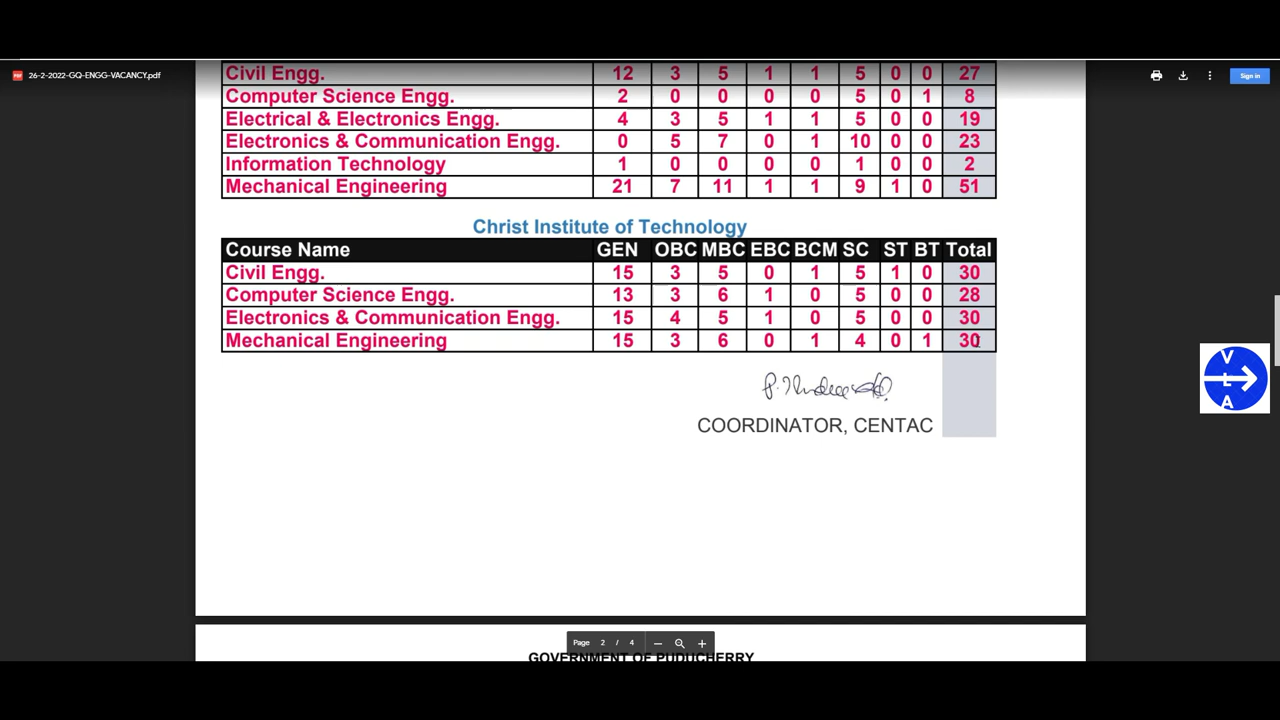 26-2-2022-GQ-ENGG-VACANCY.pdf
Sign in
Civil Engg. 12 3 5 1 1 5 0 0 27
Computer Science Engg. 2 0 0 0 0 5 0 1 8
Electrical & Electronics Engg. 4 3 5 1 1 5 0 0 19
Electronics & Communication Engg. 0 5 7 0 1 10 0 0 23
Information Technology 1 0 0 0 0 1 0 0 2
Mechanical Engineering 21 7 11 1 1 9 1 0 51
Christ Institute of Technology
Course Name GEN OBC MBC EBC BCM SC ST BT Total
Civil Engg. 15 3 5 0 1 5 1 0 30
Computer Science Engg. 13 3 6 1 0 5 0 0 28
Electronics & Communication Engg. 15 4 5 1 0 5 0 0 30
Mechanical Engineering 15 3 6 0 1 4 0 1 30
COORDINATOR, CENTAC
V
L
A
Page 2 / 4
GOVERNMENT OF PUDUCHERRY